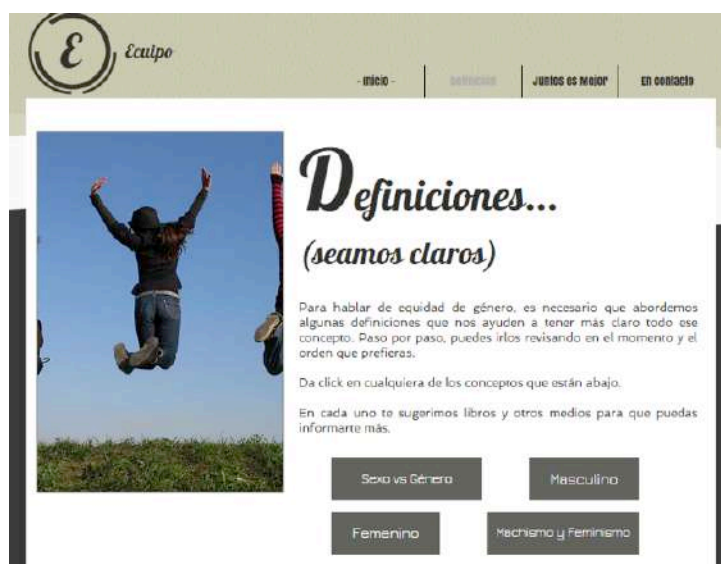 E
Eculpo
- Inicio -
Juntos es Mejor
En contacto
Definiciones...
(seamos claros)
Para hablar de equidad de género, es necesario que abordemos
algunas definiciones que nos ayuden a tener más claro todo ese
concepto. Paso por paso, puedes irlos revisando en el momento y el
orden que prefieras.
Da click en cualquiera de los conceptos que están abajo.
En cada uno te sugerimos libros y otros medios para que puedas
informarte más.
Sexo vs Género
Masculino
Femenino
Machismo y Feminismo